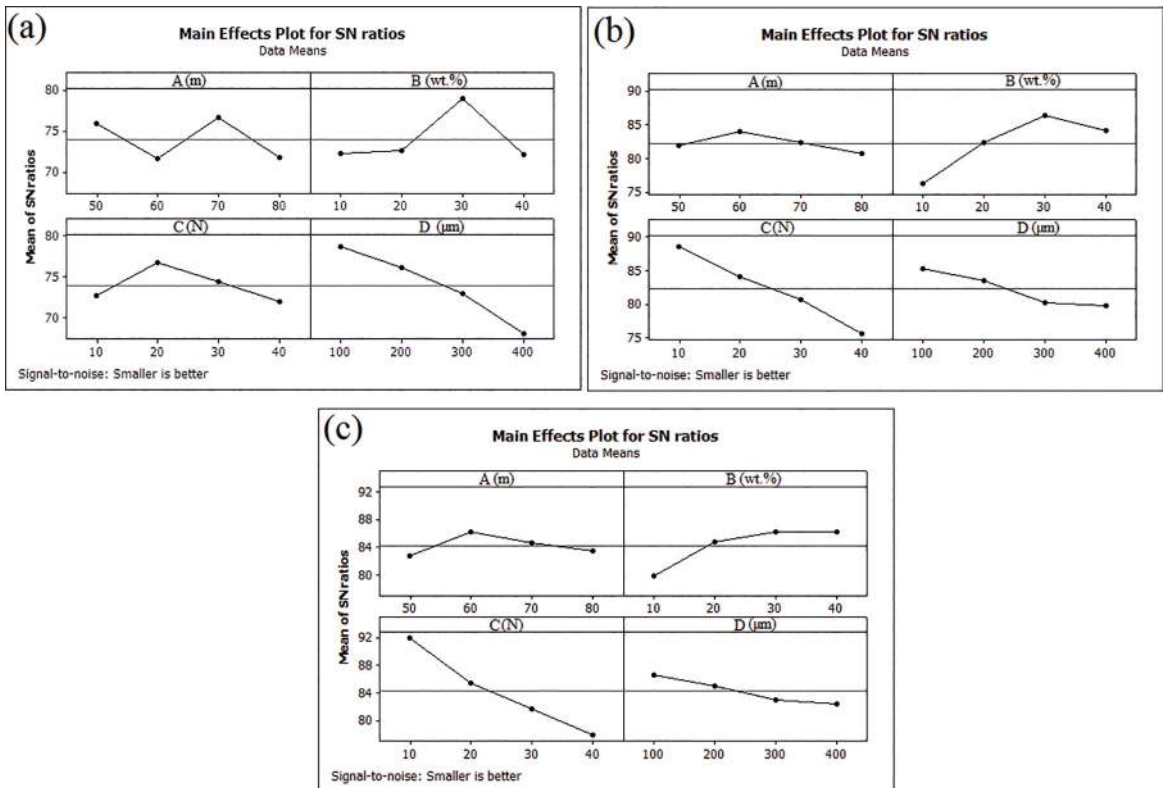 (a)
Main Effects Plot for SN ratios
Data Means
A (m) B (wt.%)
80
75
70
50 60 70 80 10 20 30 40
C (N) D (μm)
80
75
70
10 20 30 40 100 200 300 400
Mean of SN ratios
Signal-to-noise: Smaller is better
(b)
Main Effects Plot for SN ratios
Data Means
A (m) B (wt.%)
90
85
80
75
50 60 70 80 10 20 30 40
C(N) D (μm)
90
85
80
75
10 20 30 40 100 200 300 400
Mean of SN ratios
Signal-to-noise: Smaller is better
(c)
Main Effects Plot for SN ratios
Data Means
A (m) B (wt.%)
92
88
84
80
50 60 70 80 10 20 30 40
C(N) D (μm)
92
88
84
80
10 20 30 40 100 200 300 400
Mean of SN ratios
Signal-to-noise: Smaller is better